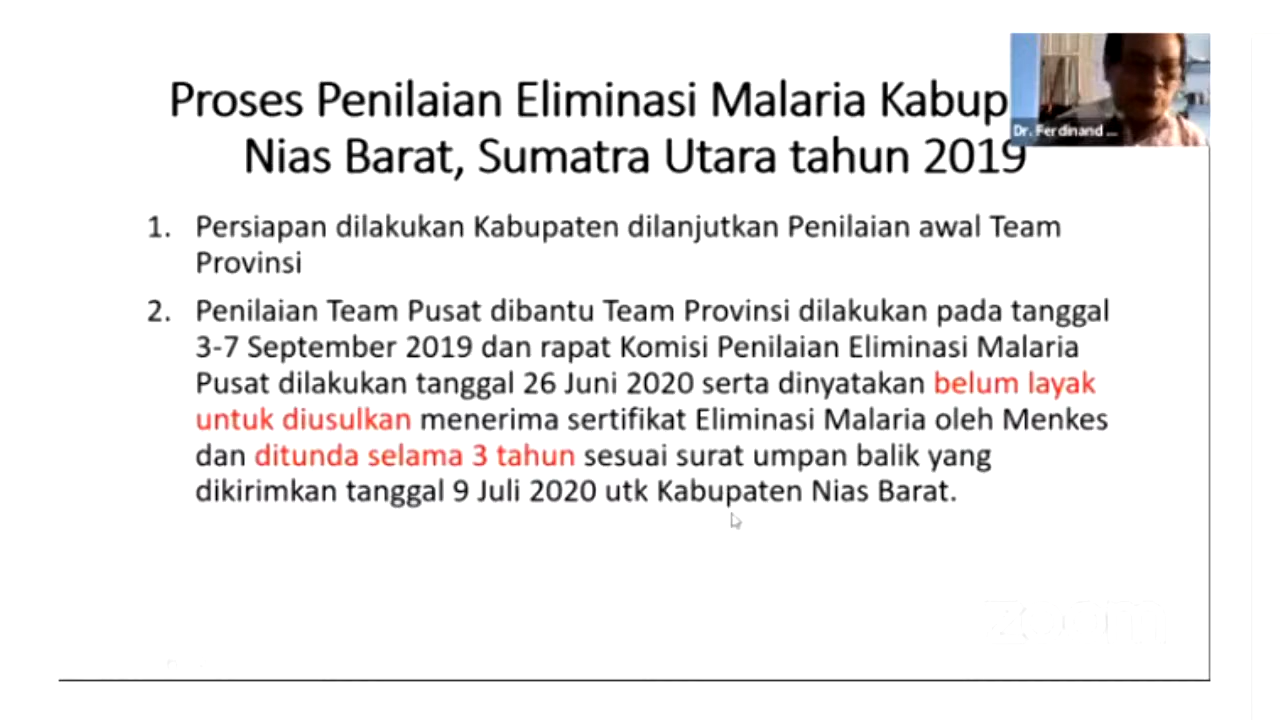 Proses Penilaian Eliminasi Malaria Kabup
Nias Barat, Sumatra Utara tahun 2019
Dr. Ferdinand ...
1. Persiapan dilakukan Kabupaten dilanjutkan Penilaian awal Team
Provinsi
2. Penilaian Team Pusat dibantu Team Provinsi dilakukan pada tanggal
3-7 September 2019 dan rapat Komisi Penilaian Eliminasi Malaria
Pusat dilakukan tanggal 26 Juni 2020 serta dinyatakan belum layak
untuk diusulkan menerima sertifikat Eliminasi Malaria oleh Menkes
dan ditunda selama 3 tahun sesuai surat umpan balik yang
dikirimkan tanggal 9 Juli 2020 utk Kabupaten Nias Barat.